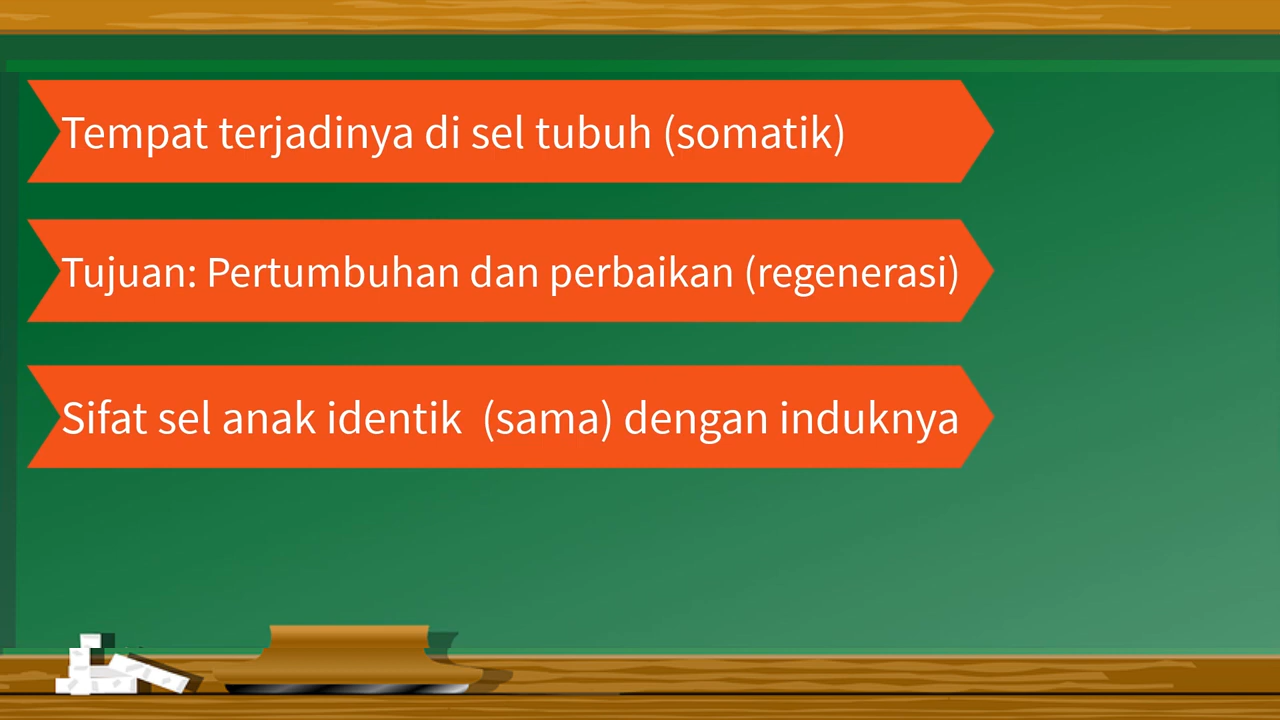 Tempat terjadinya di sel tubuh (somatik)
Tujuan: Pertumbuhan dan perbaikan (regenerasi)
Sifat sel anak identik  (sama) dengan induknya